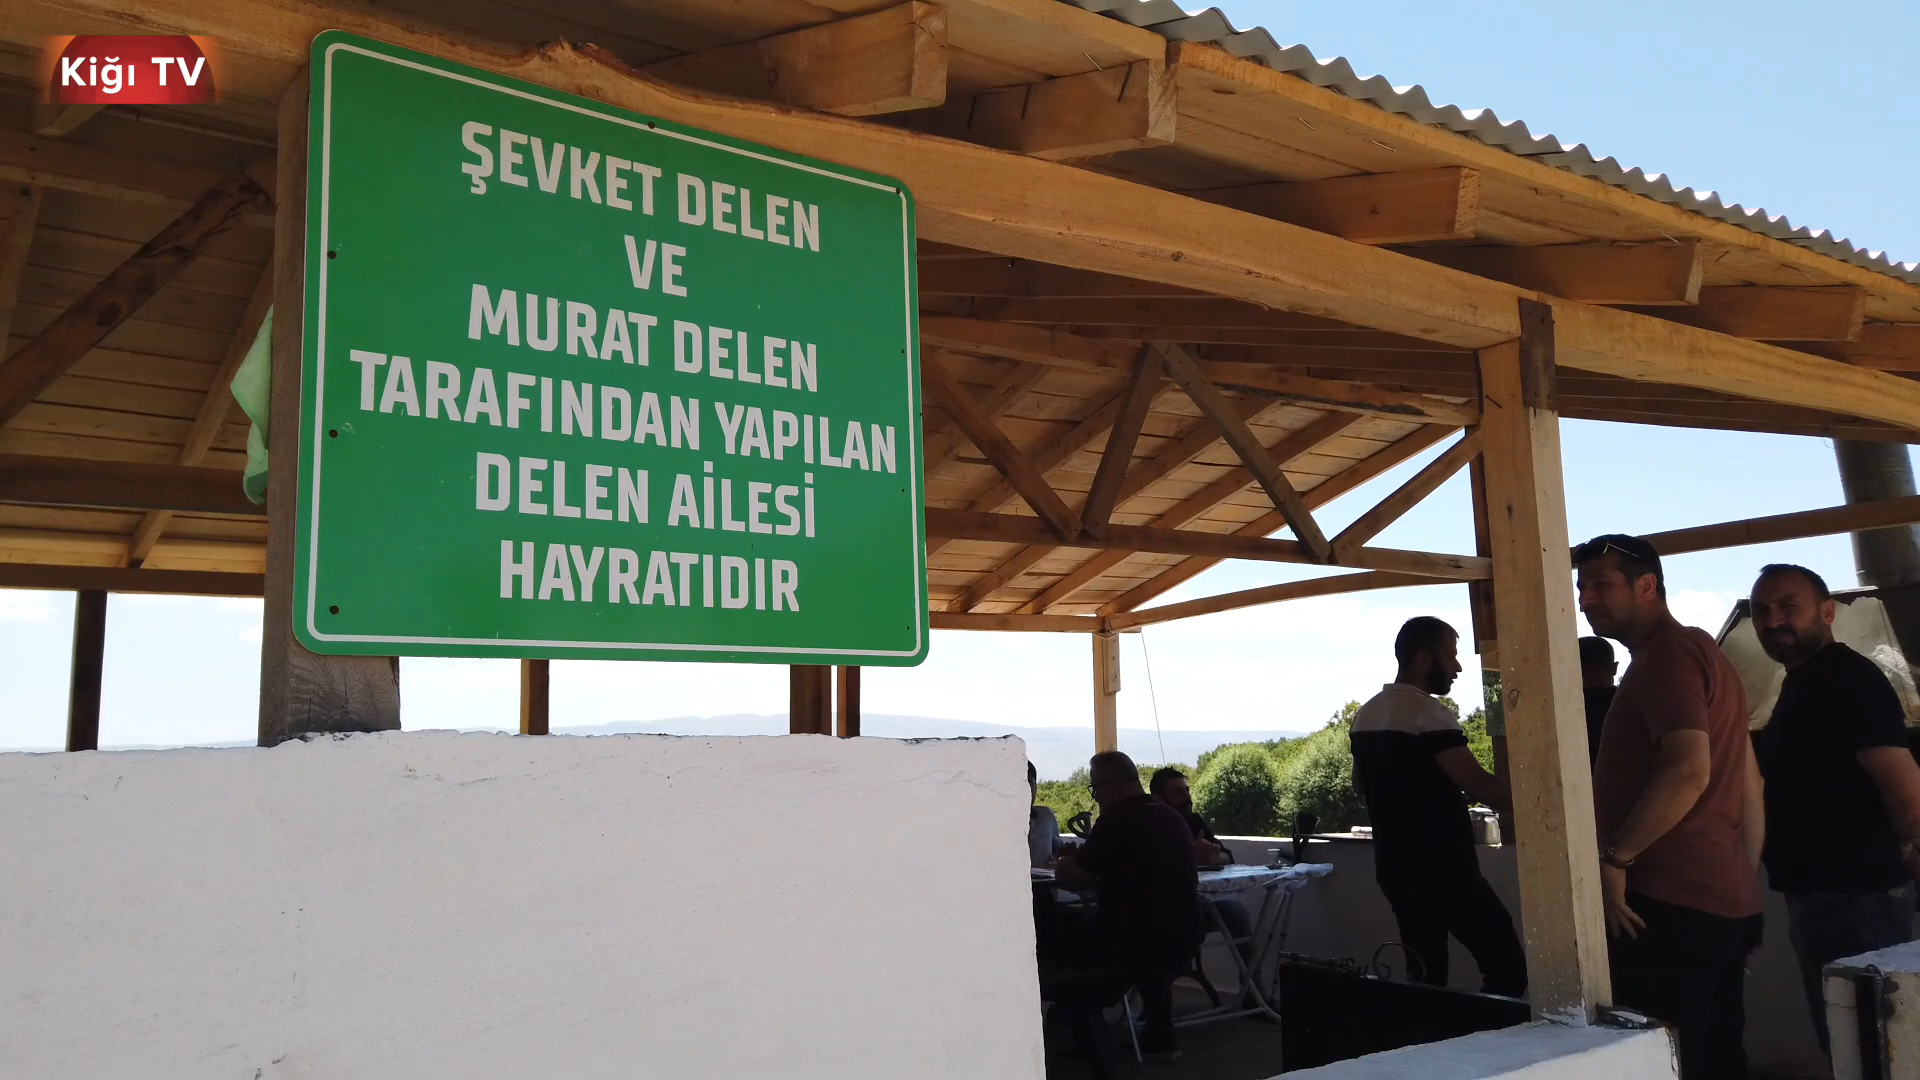 Kiğı TV
ŞEVKET DELEN
VE
MURAT DELEN
TARAFINDAN YAPILAN
DELEN AİLESİ
HAYRATIDIR